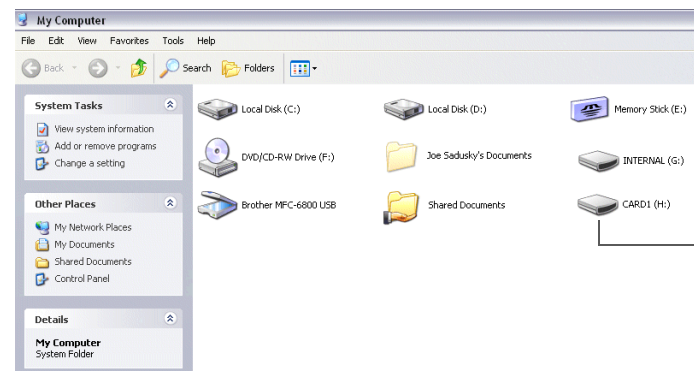 My Computer
File Edit View Favorites Tools Help
Back Search Folders
System Tasks
View system information
Add or remove programs
Change a setting
Other Places
My Network Places
My Documents
Shared Documents
Control Panel
Details
My Computer
System Folder
Local Disk (C:) Local Disk (D:) Memory Stick (E:)
DVD/CD-RW Drive (F:) Joe Sadusky's Documents INTERNAL (G:)
Brother MFC-6800 USB Shared Documents CARD1 (H:)